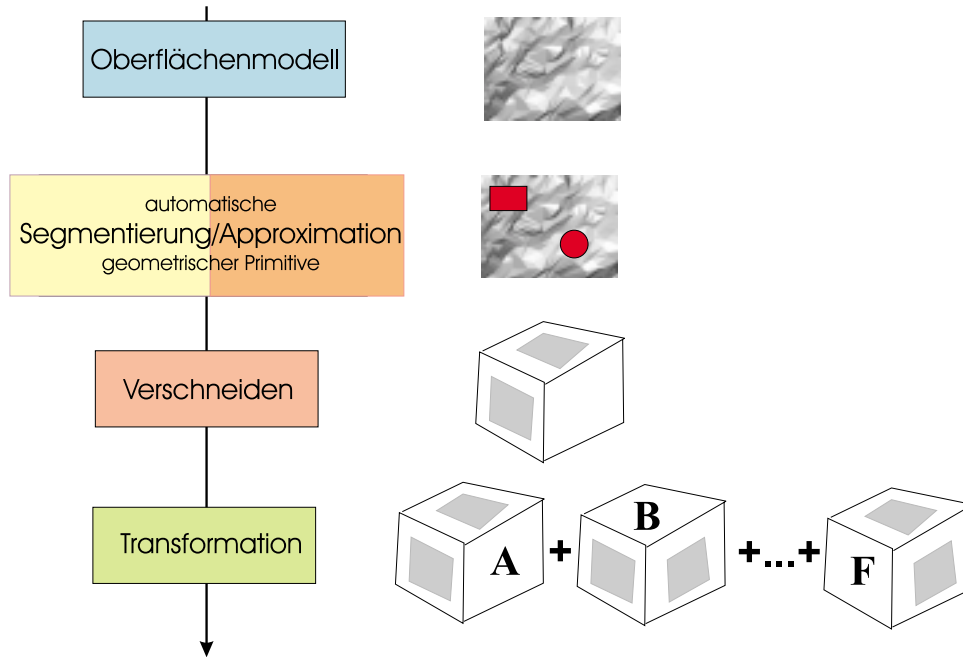 Oberflächenmodell
automatische
Segmentierung/Approximation
geometrischer Primitive
Verschneiden
Transformation
A + B +...+ F